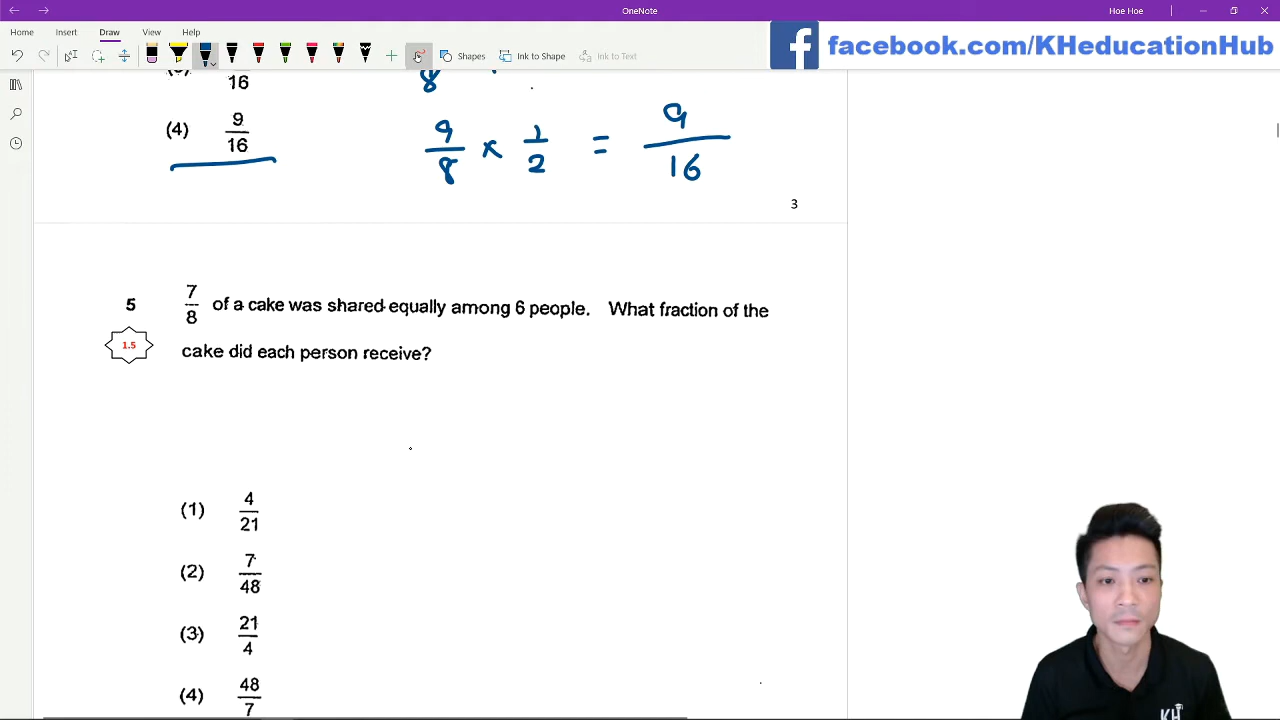 OneNote
Hoe Hoe
Home Insert Draw View Help
facebook.com/KHeducationHub
Shapes Ink to Shape Ink to Text
16
8
(4) 9/16
9/8 × 1/2 = 9/16
3
5 7/8 of a cake was shared equally among 6 people. What fraction of the
1.5
cake did each person receive?
(1) 4/21
(2) 7/48
(3) 21/4
(4) 48/7
KH